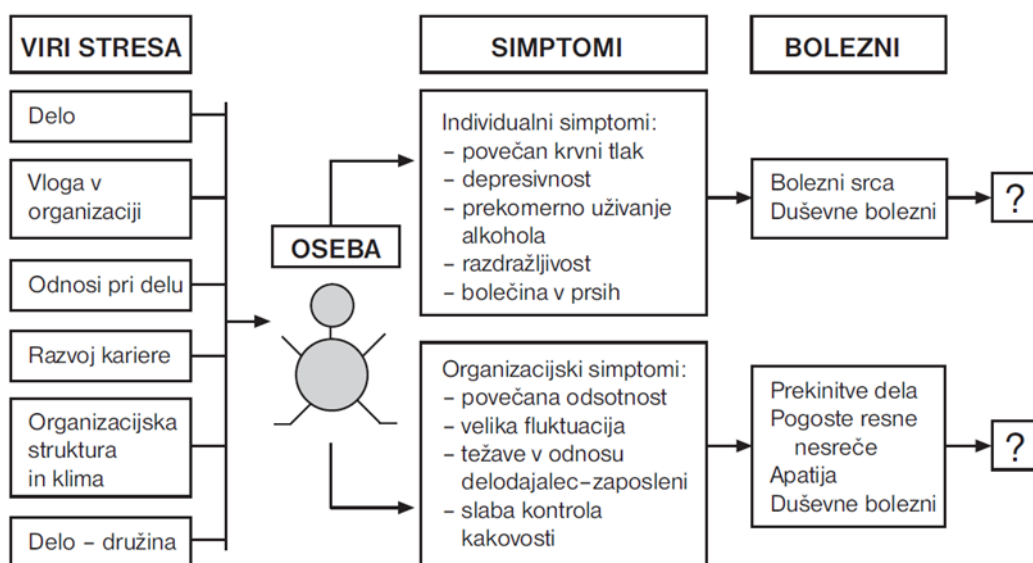 VIRI STRESA
Delo
Vloga v
organizaciji
Odnosi pri delu
Razvoj kariere
Organizacijska
struktura
in klima
Delo – družina
OSEBA
SIMPTOMI
Individualni simptomi:
– povečan krvni tlak
– depresivnost
– prekomerno uživanje
alkohola
– razdražljivost
– bolečina v prsih
Organizacijski simptomi:
– povečana odsotnost
– velika fluktuacija
– težave v odnosu
delodajalec–zaposleni
– slaba kontrola
kakovosti
BOLEZNI
Bolezni srca
Duševne bolezni
?
Prekinitve dela
Pogoste resne
nesreče
Apatija
Duševne bolezni
?